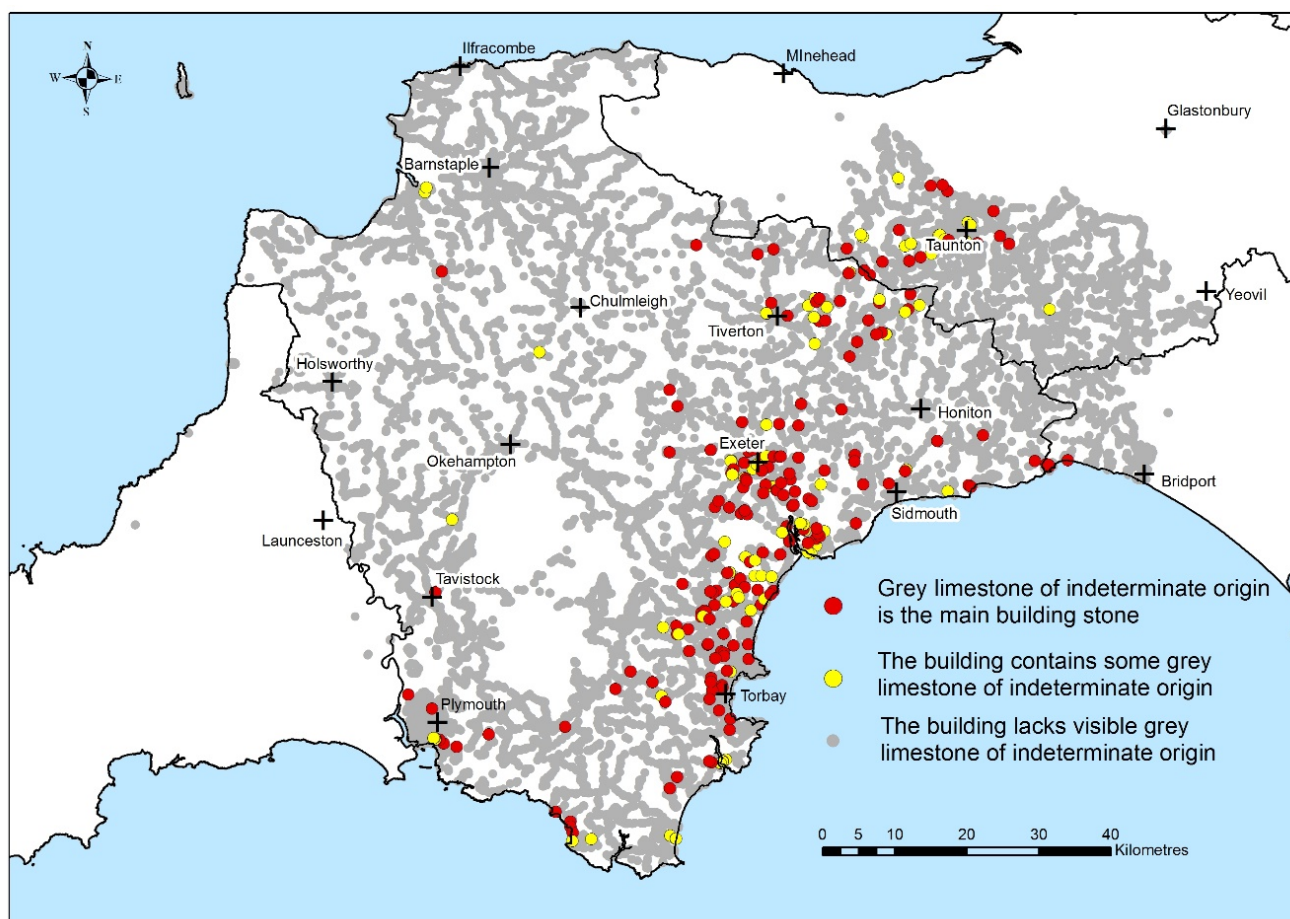 N
W E
S
Ilfracombe
MInehead
Glastonbury
Barnstaple
Taunton
Chulmleigh
Yeovil
Tiverton
Holsworthy
Honiton
Okehampton
Exeter
Bridport
Sidmouth
Launceston
Tavistock
Torbay
Plymouth
Grey limestone of indeterminate origin
is the main building stone
The building contains some grey
limestone of indeterminate origin
The building lacks visible grey
limestone of indeterminate origin
0 5 10 20 30 40
Kilometres